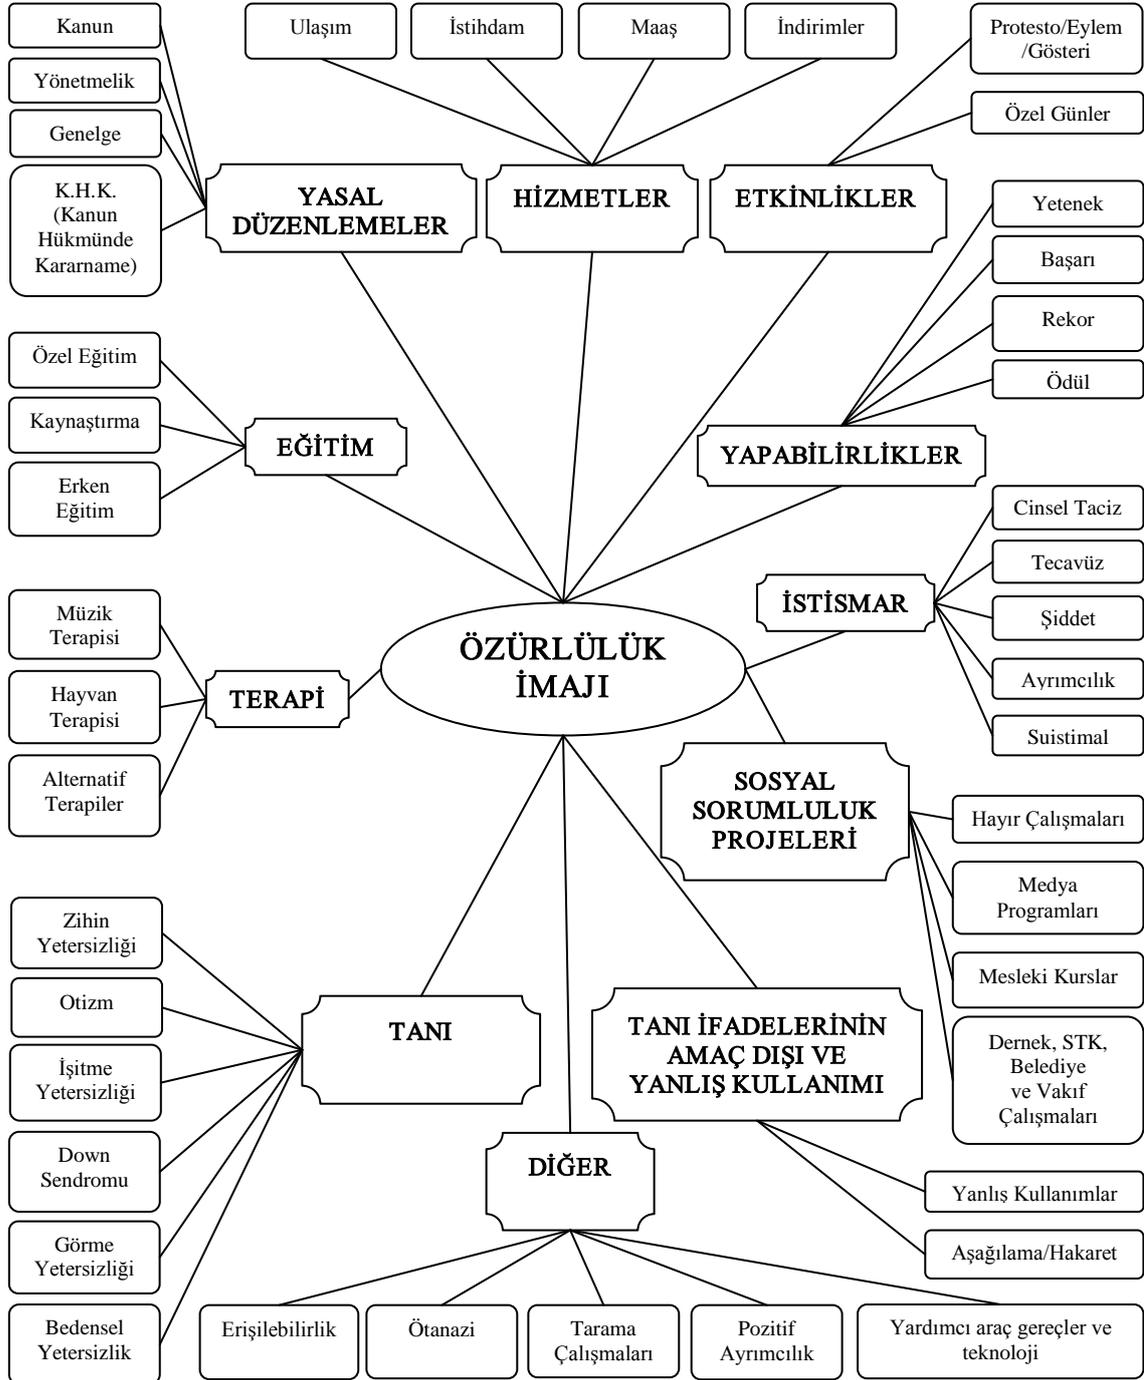 Kanun
Yönetmelik
Genelge
K.H.K.
(Kanun
Hükmünde
Kararname)
YASAL
DÜZENLEMELER
Ulaşım
İstihdam
Maaş
İndirimler
HİZMETLER
Protesto/Eylem
/Gösteri
Özel Günler
ETKİNLİKLER
Yetenek
Başarı
Rekor
Ödül
YAPABİLİRLİKLER
Özel Eğitim
Kaynaştırma
Erken
Eğitim
EĞİTİM
Cinsel Taciz
Tecavüz
Şiddet
Ayrımcılık
Suistimal
İSTİSMAR
ÖZÜRLÜLÜK
İMAJI
Müzik
Terapisi
Hayvan
Terapisi
Alternatif
Terapiler
TERAPİ
SOSYAL
SORUMLULUK
PROJELERİ
Hayır Çalışmaları
Medya
Programları
Mesleki Kurslar
Dernek, STK,
Belediye
ve Vakıf
Çalışmaları
Zihin
Yetersizliği
Otizm
İşitme
Yetersizliği
Down
Sendromu
Görme
Yetersizliği
Bedensel
Yetersizlik
TANI
TANI İFADELERİNİN
AMAÇ DIŞI VE
YANLIŞ KULLANIMI
Yanlış Kullanımlar
Aşağılama/Hakaret
DİĞER
Erişilebilirlik
Ötanazi
Tarama
Çalışmaları
Pozitif
Ayrımcılık
Yardımcı araç gereçler ve
teknoloji